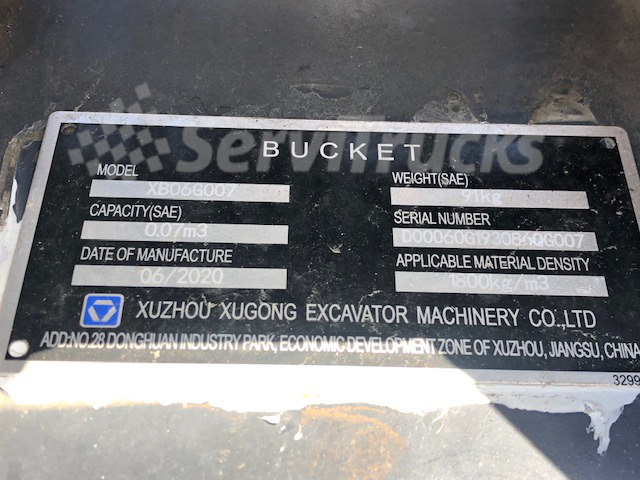 ServiTrucks
BUCKET
MODEL
XB06G007
WEIGHT(SAE)
91kg
CAPACITY(SAE)
0.07m3
SERIAL NUMBER
DATE OF MANUFACTURE
06/2020
APPLICABLE MATERIAL DENSITY
1800kg/m3
XUZHOU XUGONG EXCAVATOR MACHINERY CO.,LTD
ADD:NO.28 DONGHUAN INDUSTRY PARK, ECONOMIC DEVELOPMENT ZONE OF XUZHOU, JIANGSU, CHINA
3299